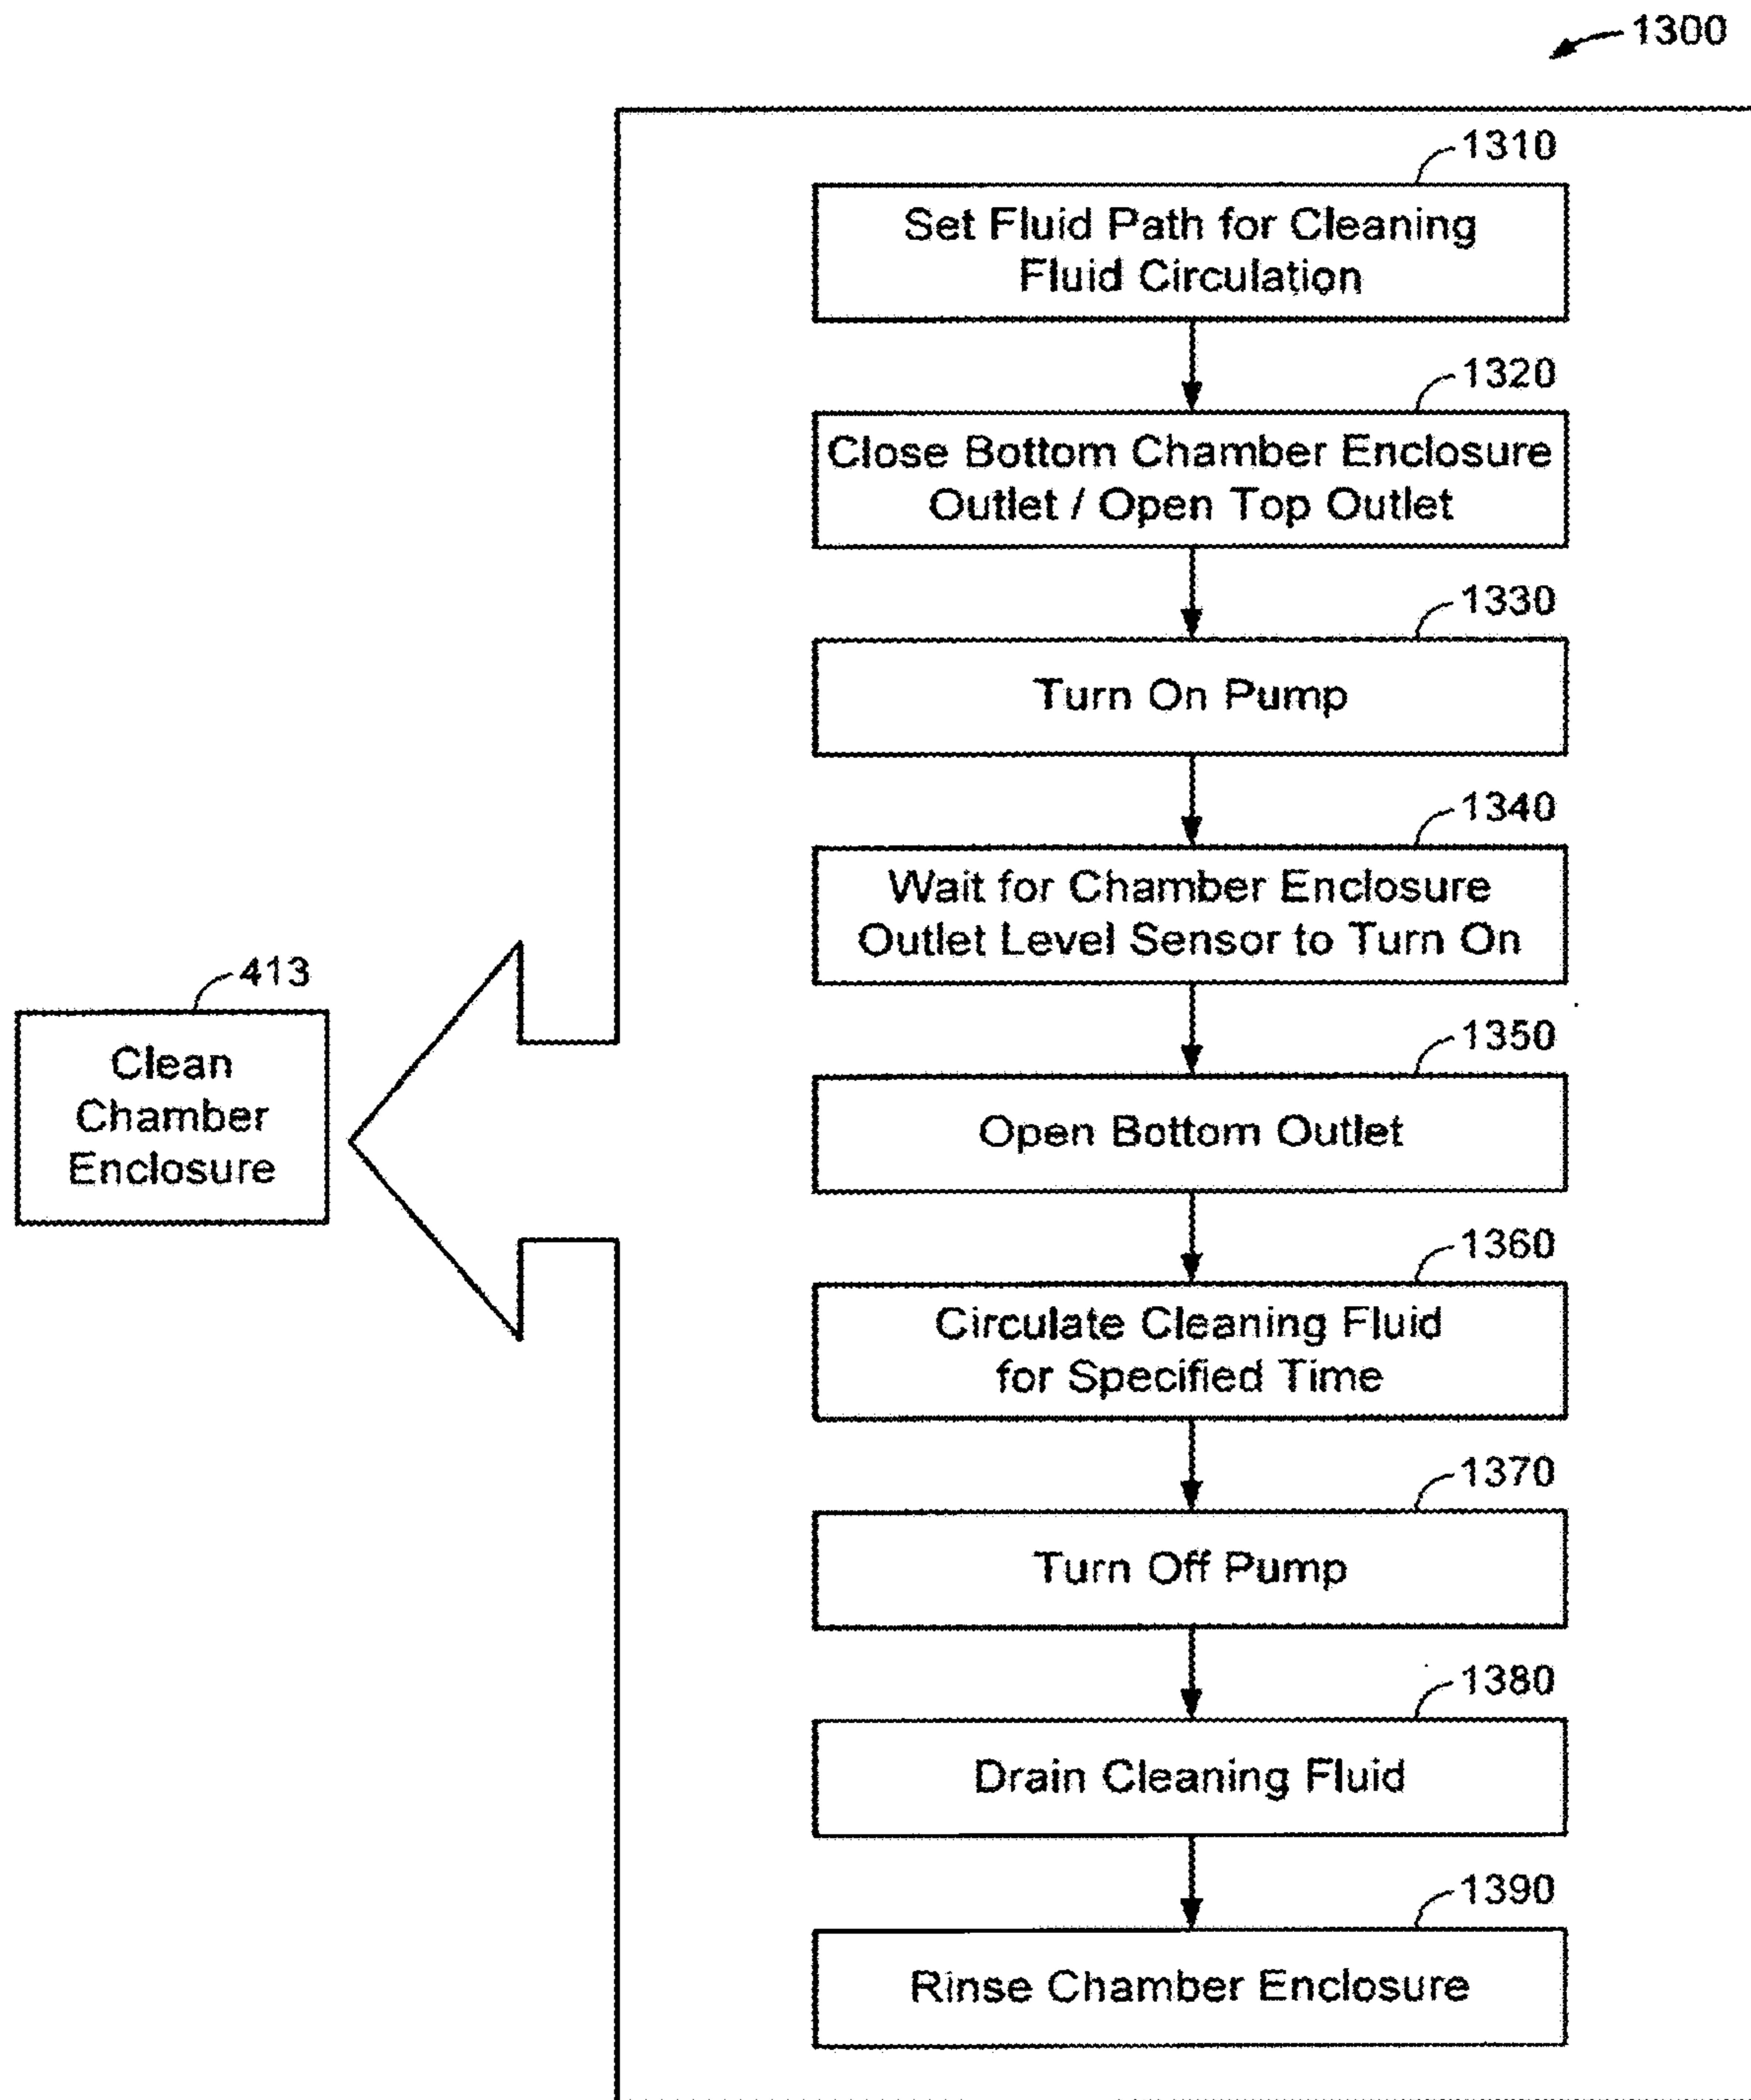 1300
1310
Set Fluid Path for Cleaning
Fluid Circulation
1320
Close Bottom Chamber Enclosure
Outlet / Open Top Outlet
1330
Turn On Pump
1340
Wait for Chamber Enclosure
Outlet Level Sensor to Turn On
413
Clean
Chamber
Enclosure
1350
Open Bottom Outlet
1360
Circulate Cleaning Fluid
for Specified Time
1370
Turn Off Pump
1380
Drain Cleaning Fluid
1390
Rinse Chamber Enclosure